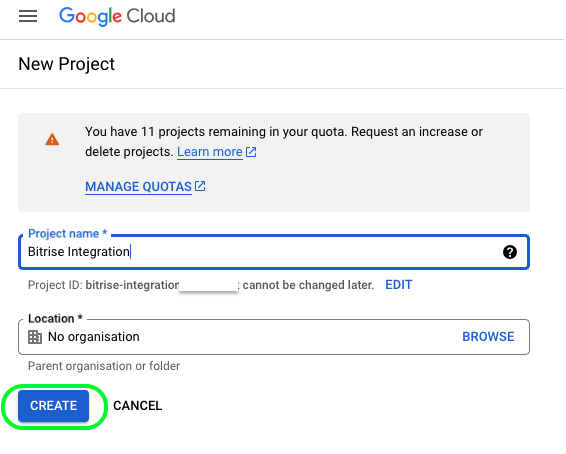 Google Cloud
New Project
You have 11 projects remaining in your quota. Request an increase or
delete projects. Learn more
MANAGE QUOTAS
Project name *
Bitrise Integration
Project ID: bitrise-integration cannot be changed later. EDIT
Location *
No organisation BROWSE
Parent organisation or folder
CREATE CANCEL